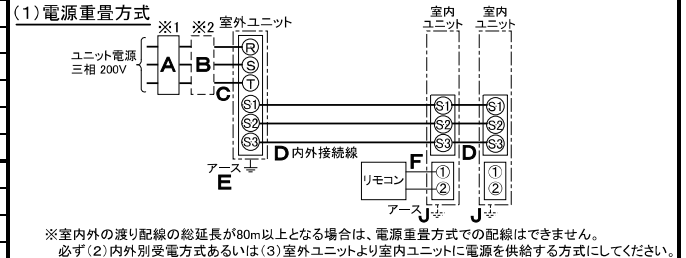 (1)電源重畳方式
※1 ※2 室外ユニット
室内ユニット
室内ユニット
ユニット電源
三相 200V
A
B
C
R
S
T
S1
S2
S3
S1
S2
S3
S1
S2
S3
D 内外接続線
D
アース
E
F
リモコン
①
②
①
②
アース J
J
※室内外の渡り配線の総延長が80m以上となる場合は、電源重畳方式での配線はできません。
必ず(2)内外別受電方式あるいは(3)室外ユニットより室内ユニットに電源を供給する方式にしてください。